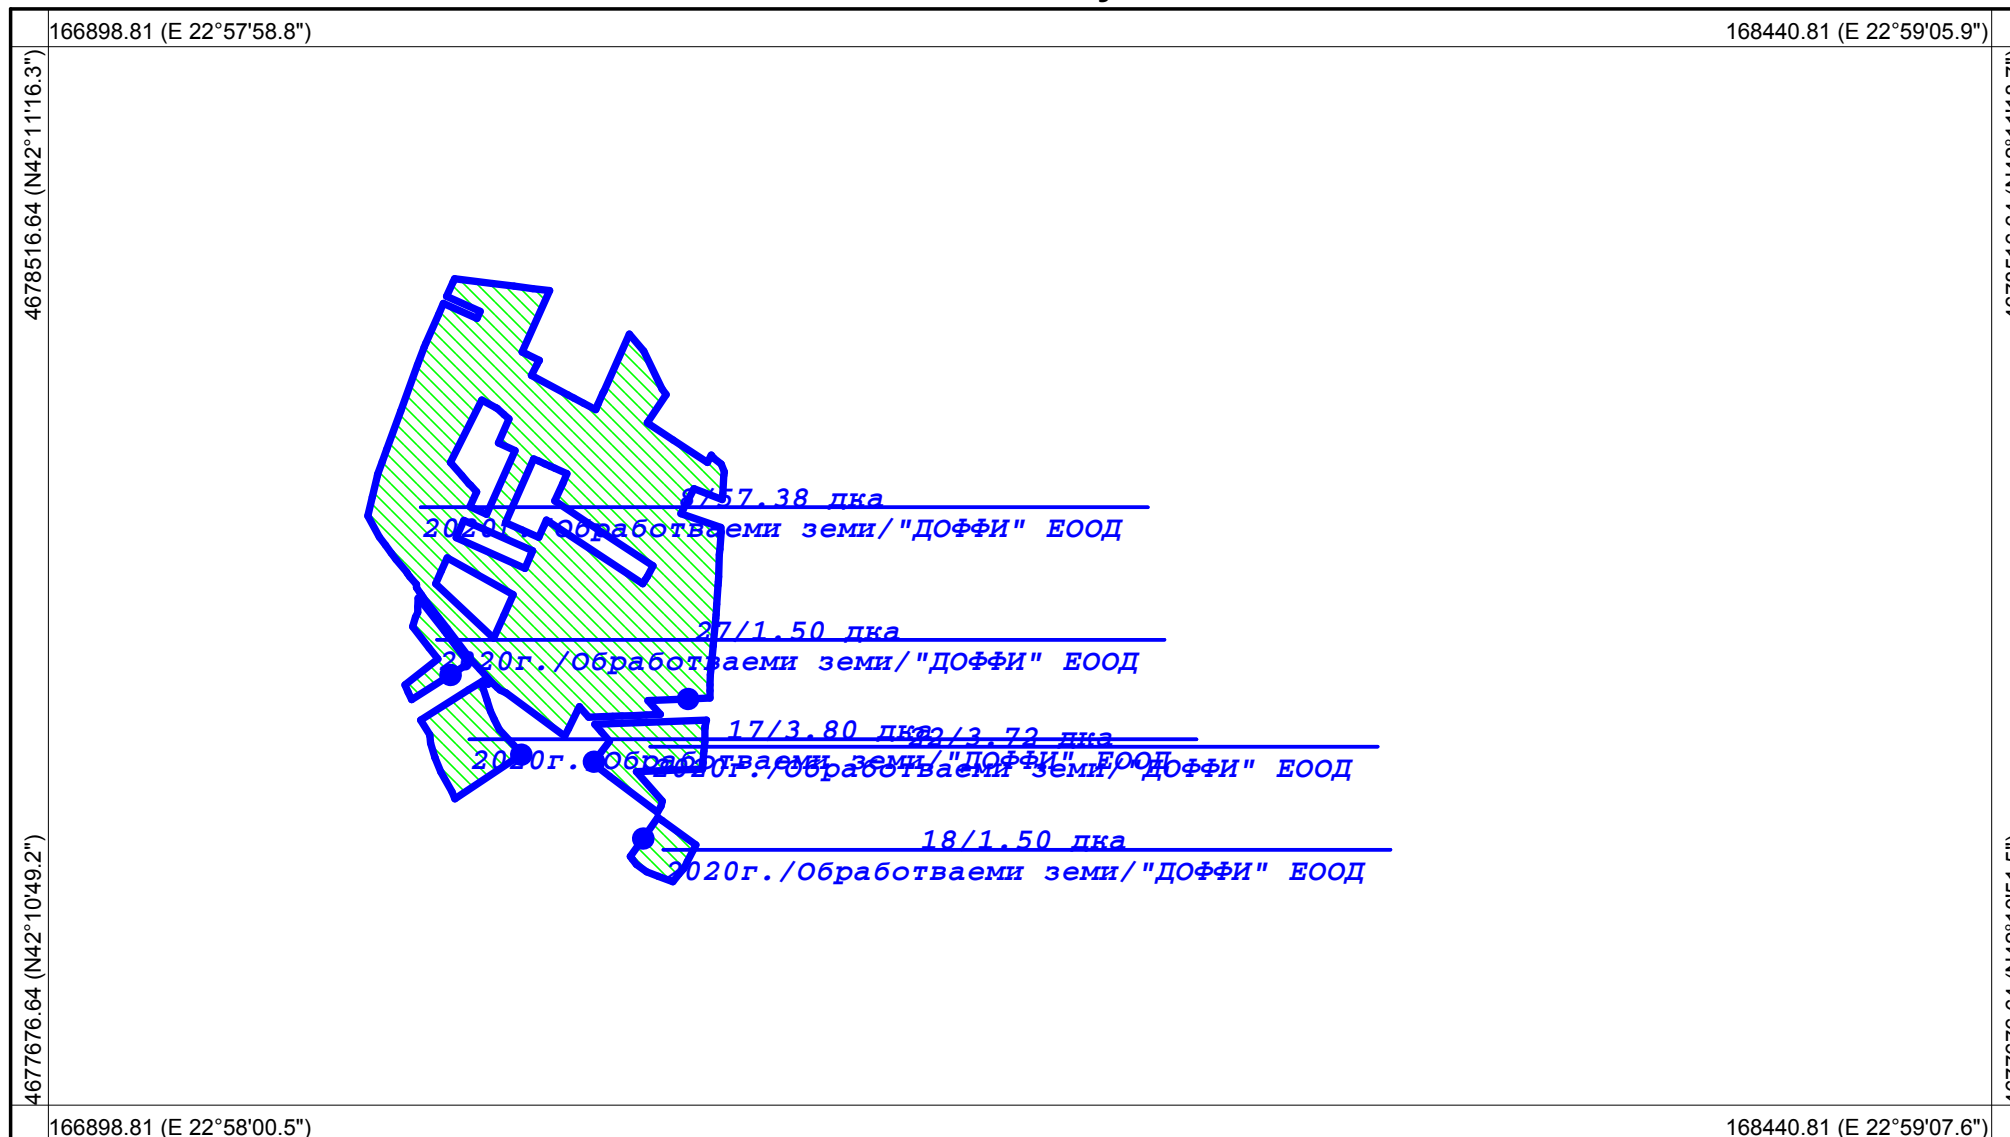 166898.81 (E 22°57'58.8")
168440.81 (E 22°59'05.9")
4678516.64 (N42°11'16.3")
8/57.38 дка
2020г./Обработваеми земи/"ДОФФИ" ЕООД
27/1.50 дка
2020г./Обработваеми земи/"ДОФФИ" ЕООД
17/3.80 дка
2020г./Обработваеми земи/"ДОФФИ" ЕООД
22/3.72 дка
2020г./Обработваеми земи/"ДОФФИ" ЕООД
18/1.50 дка
2020г./Обработваеми земи/"ДОФФИ" ЕООД
4677676.64 (N42°10'49.2")
166898.81 (E 22°58'00.5")
168440.81 (E 22°59'07.6")